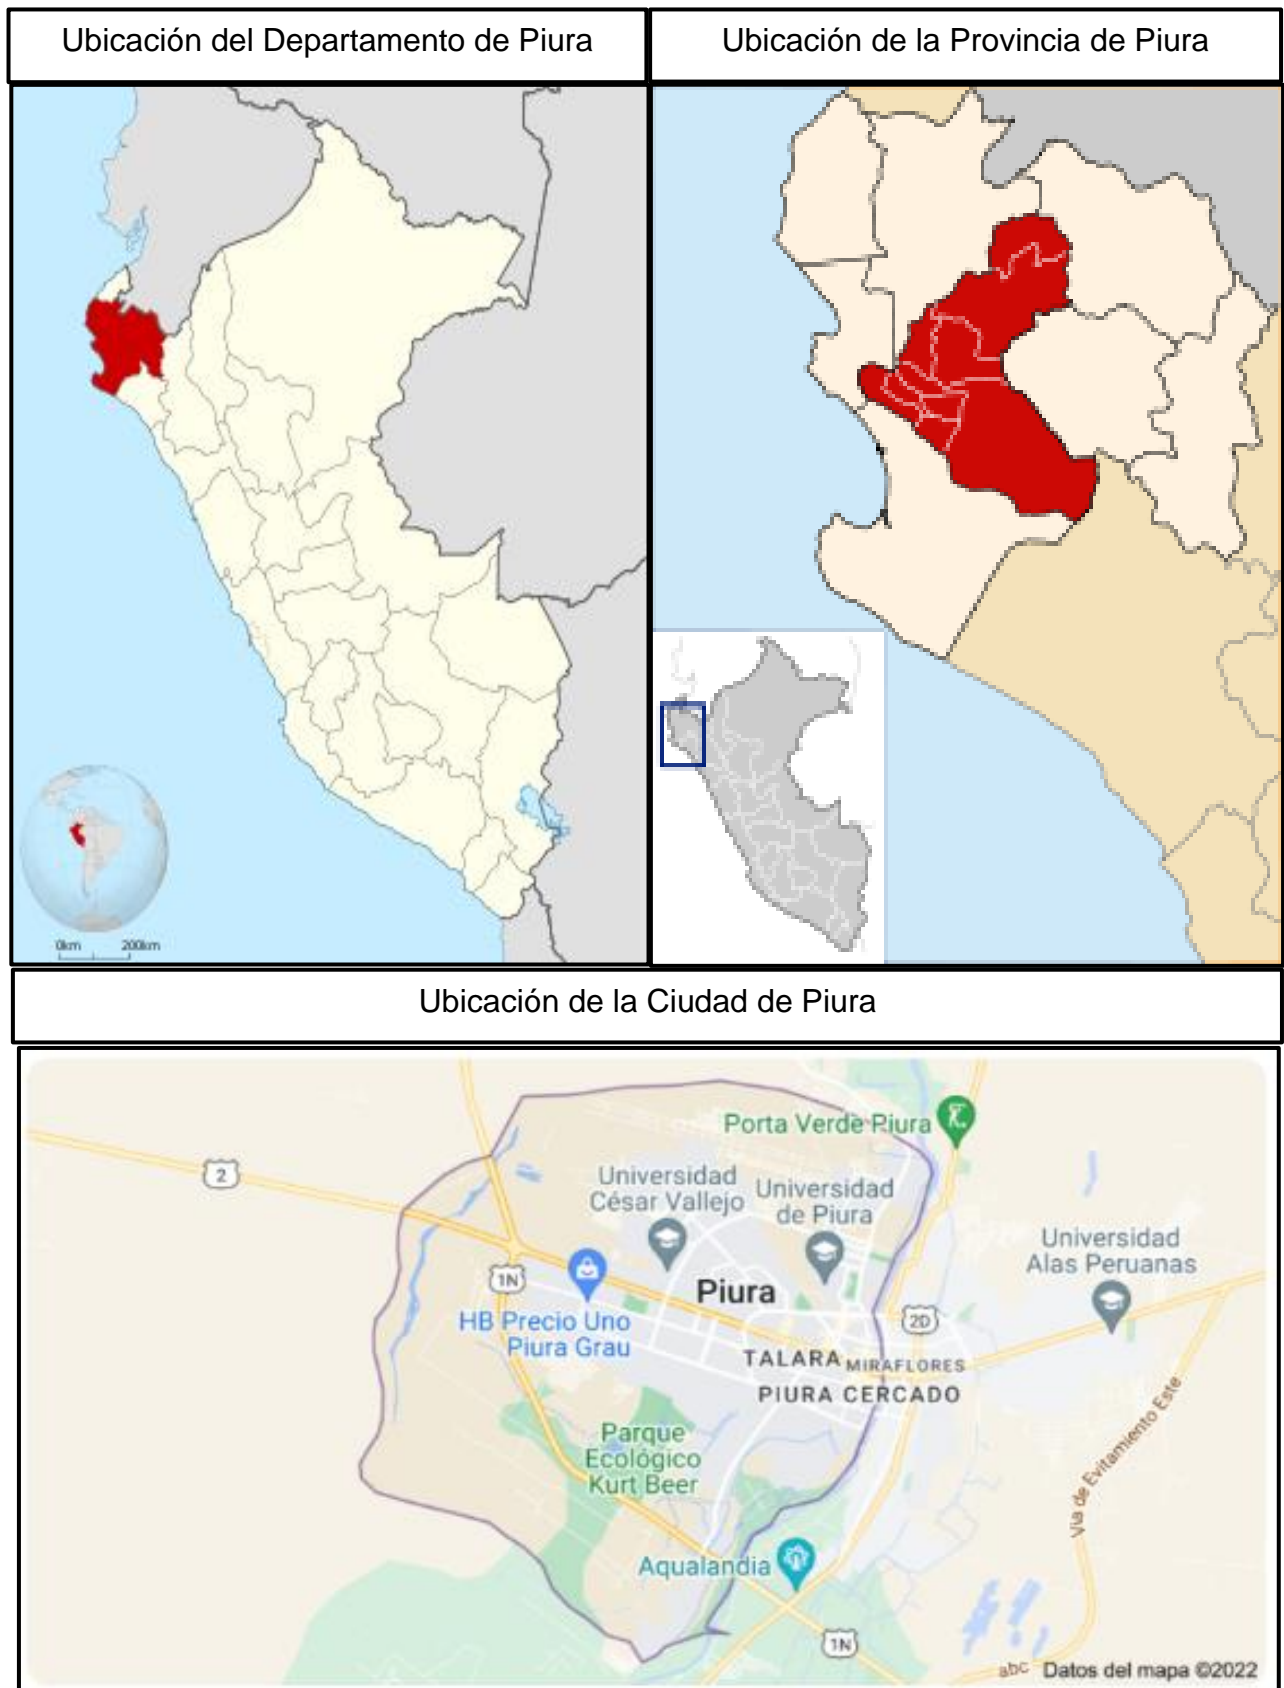 Ubicación del Departamento de Piura
Ubicación de la Provincia de Piura
0km 200km
Ubicación de la Ciudad de Piura
Porta Verde Piura
2
Universidad
César Vallejo
Universidad
de Piura
Universidad
Alas Peruanas
1N
Piura
HB Precio Uno
Piura Grau
2D
TALARA
MIRAFLORES
PIURA CERCADO
Parque
Ecológico
Kurt Beer
Vía de Evitamiento Este
Aqualandia
1N
abc Datos del mapa ©2022